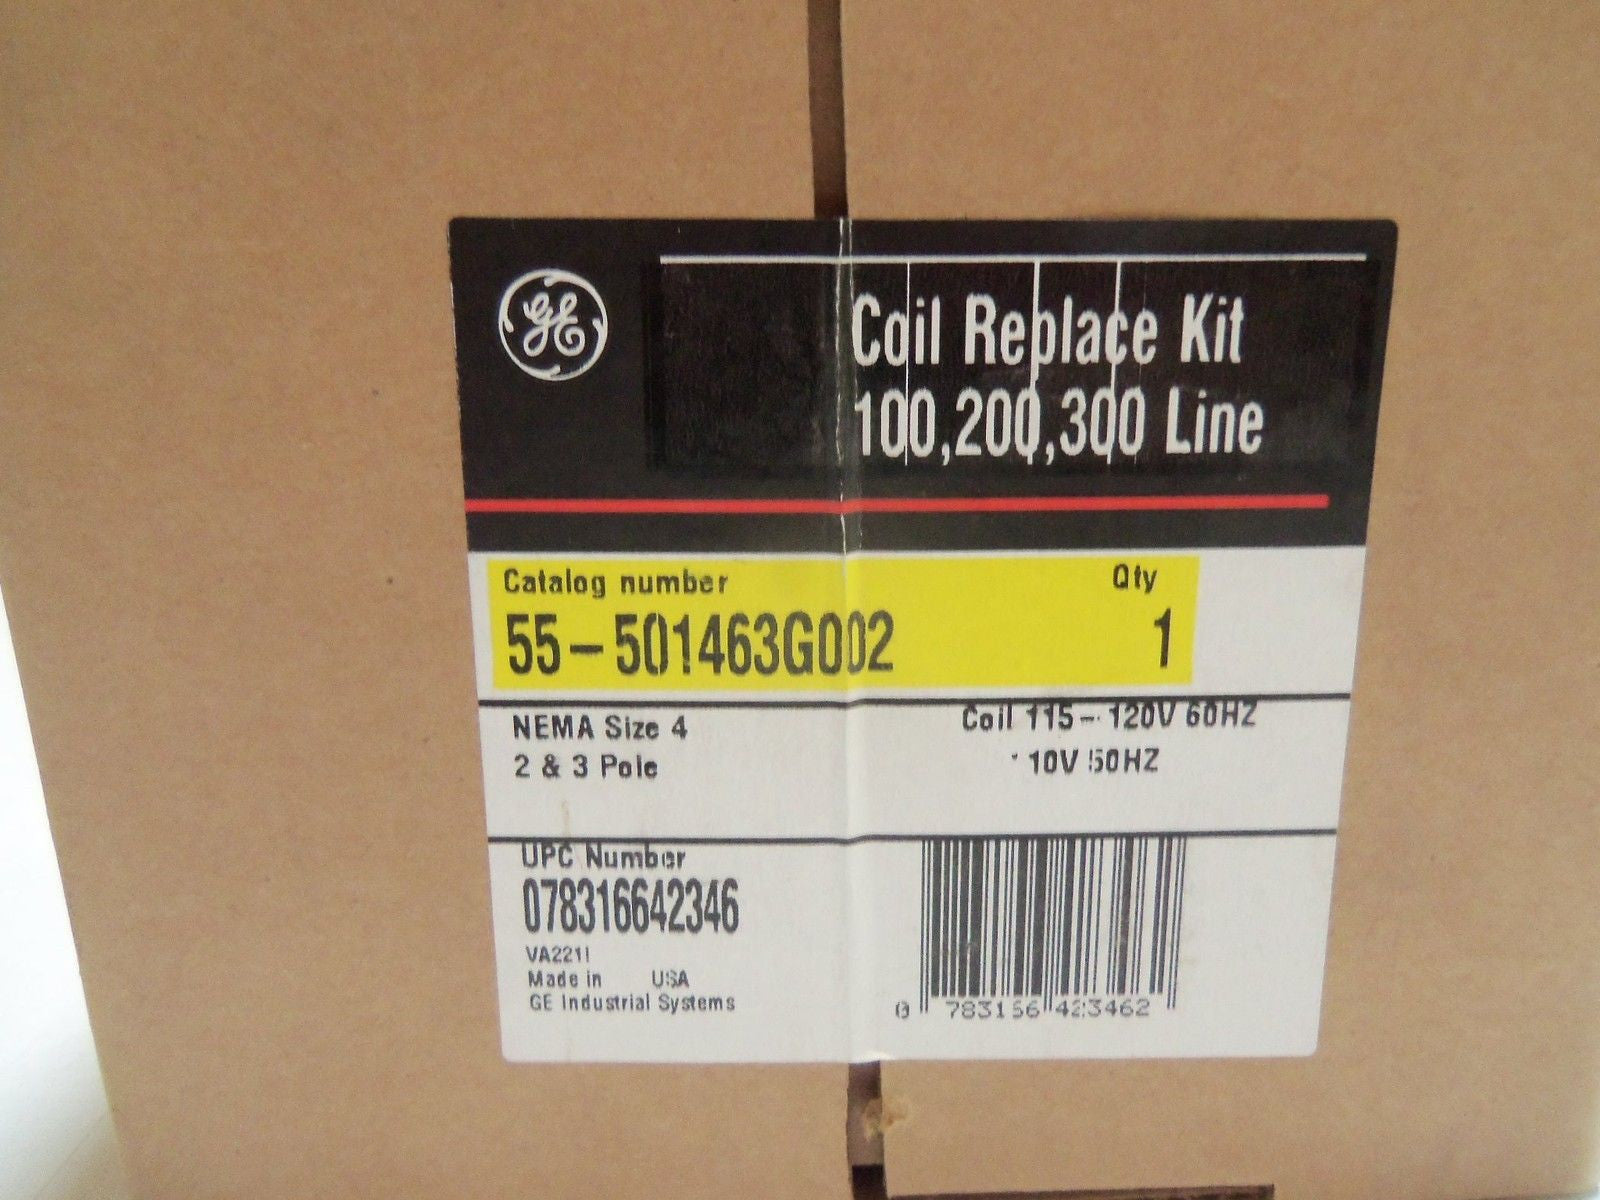 GE
Coil Replace Kit
100,200,300 Line
Catalog number Qty
55-501463G002 1
NEMA Size 4 Coil 115-120V 60HZ
2 & 3 Pole 10V 50HZ
UPC Number
078316642346
VA221I
Made in USA
GE Industrial Systems
0 78316 6 423462